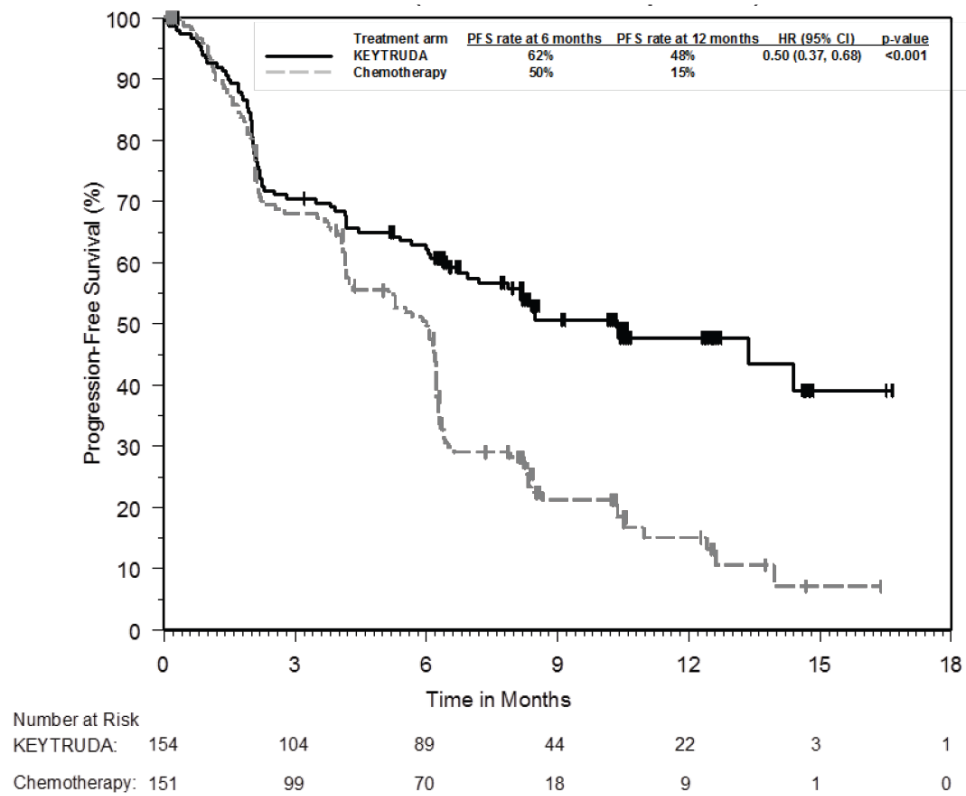 Treatment arm PFS rate at 6 months PFS rate at 12 months HR (95% CI) p-value
KEYTRUDA 62% 48% 0.50 (0.37, 0.68) <0.001
Chemotherapy 50% 15%
100
90
80
70
60
50
40
30
20
10
0
Progression-Free Survival (%)
0 3 6 9 12 15 18
Time in Months
Number at Risk
KEYTRUDA: 154 104 89 44 22 3 1
Chemotherapy: 151 99 70 18 9 1 0